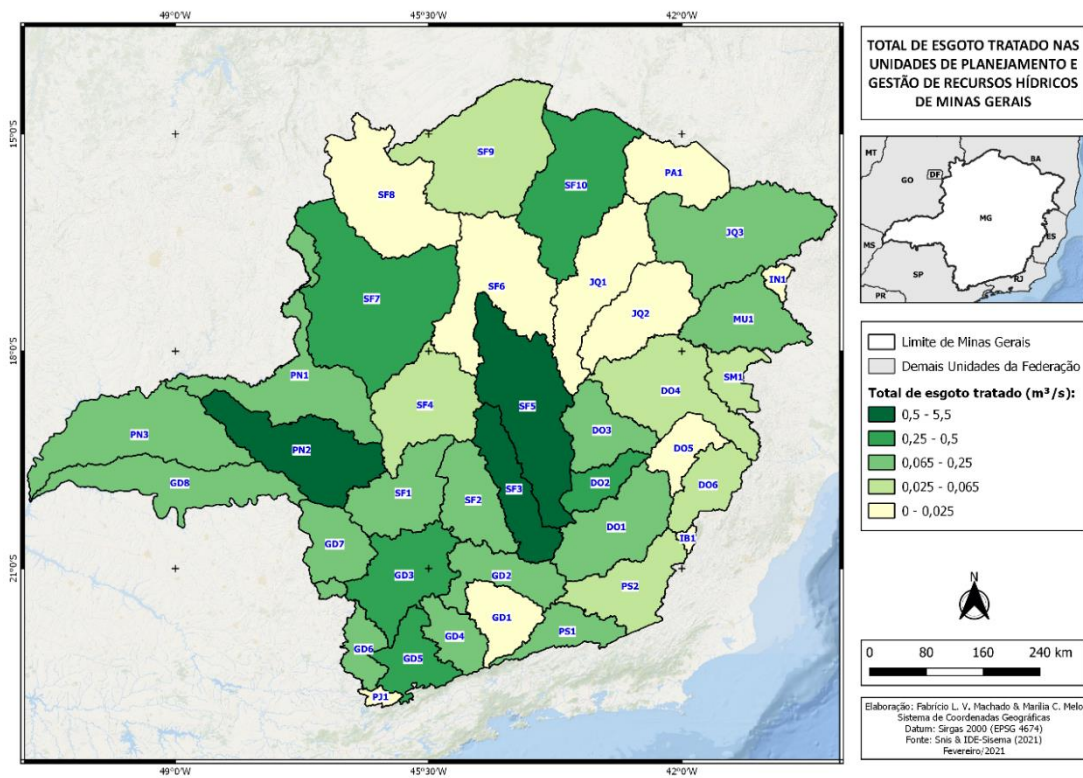 49°0'W 45°30'W 42°0'W
TOTAL DE ESGOTO TRATADO NAS
UNIDADES DE PLANEJAMENTO E
GESTÃO DE RECURSOS HÍDRICOS
DE MINAS GERAIS
15°0'S
18°0'S
21°0'S
SF9
SF10
PA1
SF8
JQ3
JQ1
IN1
SF6
SF7
JQ2
MU1
PN1
SM1
SF4
DO4
SF5
DO3
PN3
PN2
DO5
GD8
SF1
SF2
SF3
DO2
DO6
DO1
IB1
GD7
GD3
GD2
PS2
GD1
GD4
PS1
GD6
GD5
PJ1
49°0'W 45°30'W 42°0'W
MT
BA
GO
DF
MG
ES
MS
SP
RJ
PR
Limite de Minas Gerais
Demais Unidades da Federação
Total de esgoto tratado (m³/s):
0,5 - 5,5
0,25 - 0,5
0,065 - 0,25
0,025 - 0,065
0 - 0,025
N
0 80 160 240 km
Elaboração: Fabrício L. V. Machado & Marilia C. Melo
Sistema de Coordenadas Geográficas
Datum: Sirgas 2000 (EPSG 4674)
Fonte: Snis & IDE-Sisema (2021)
Fevereiro/2021